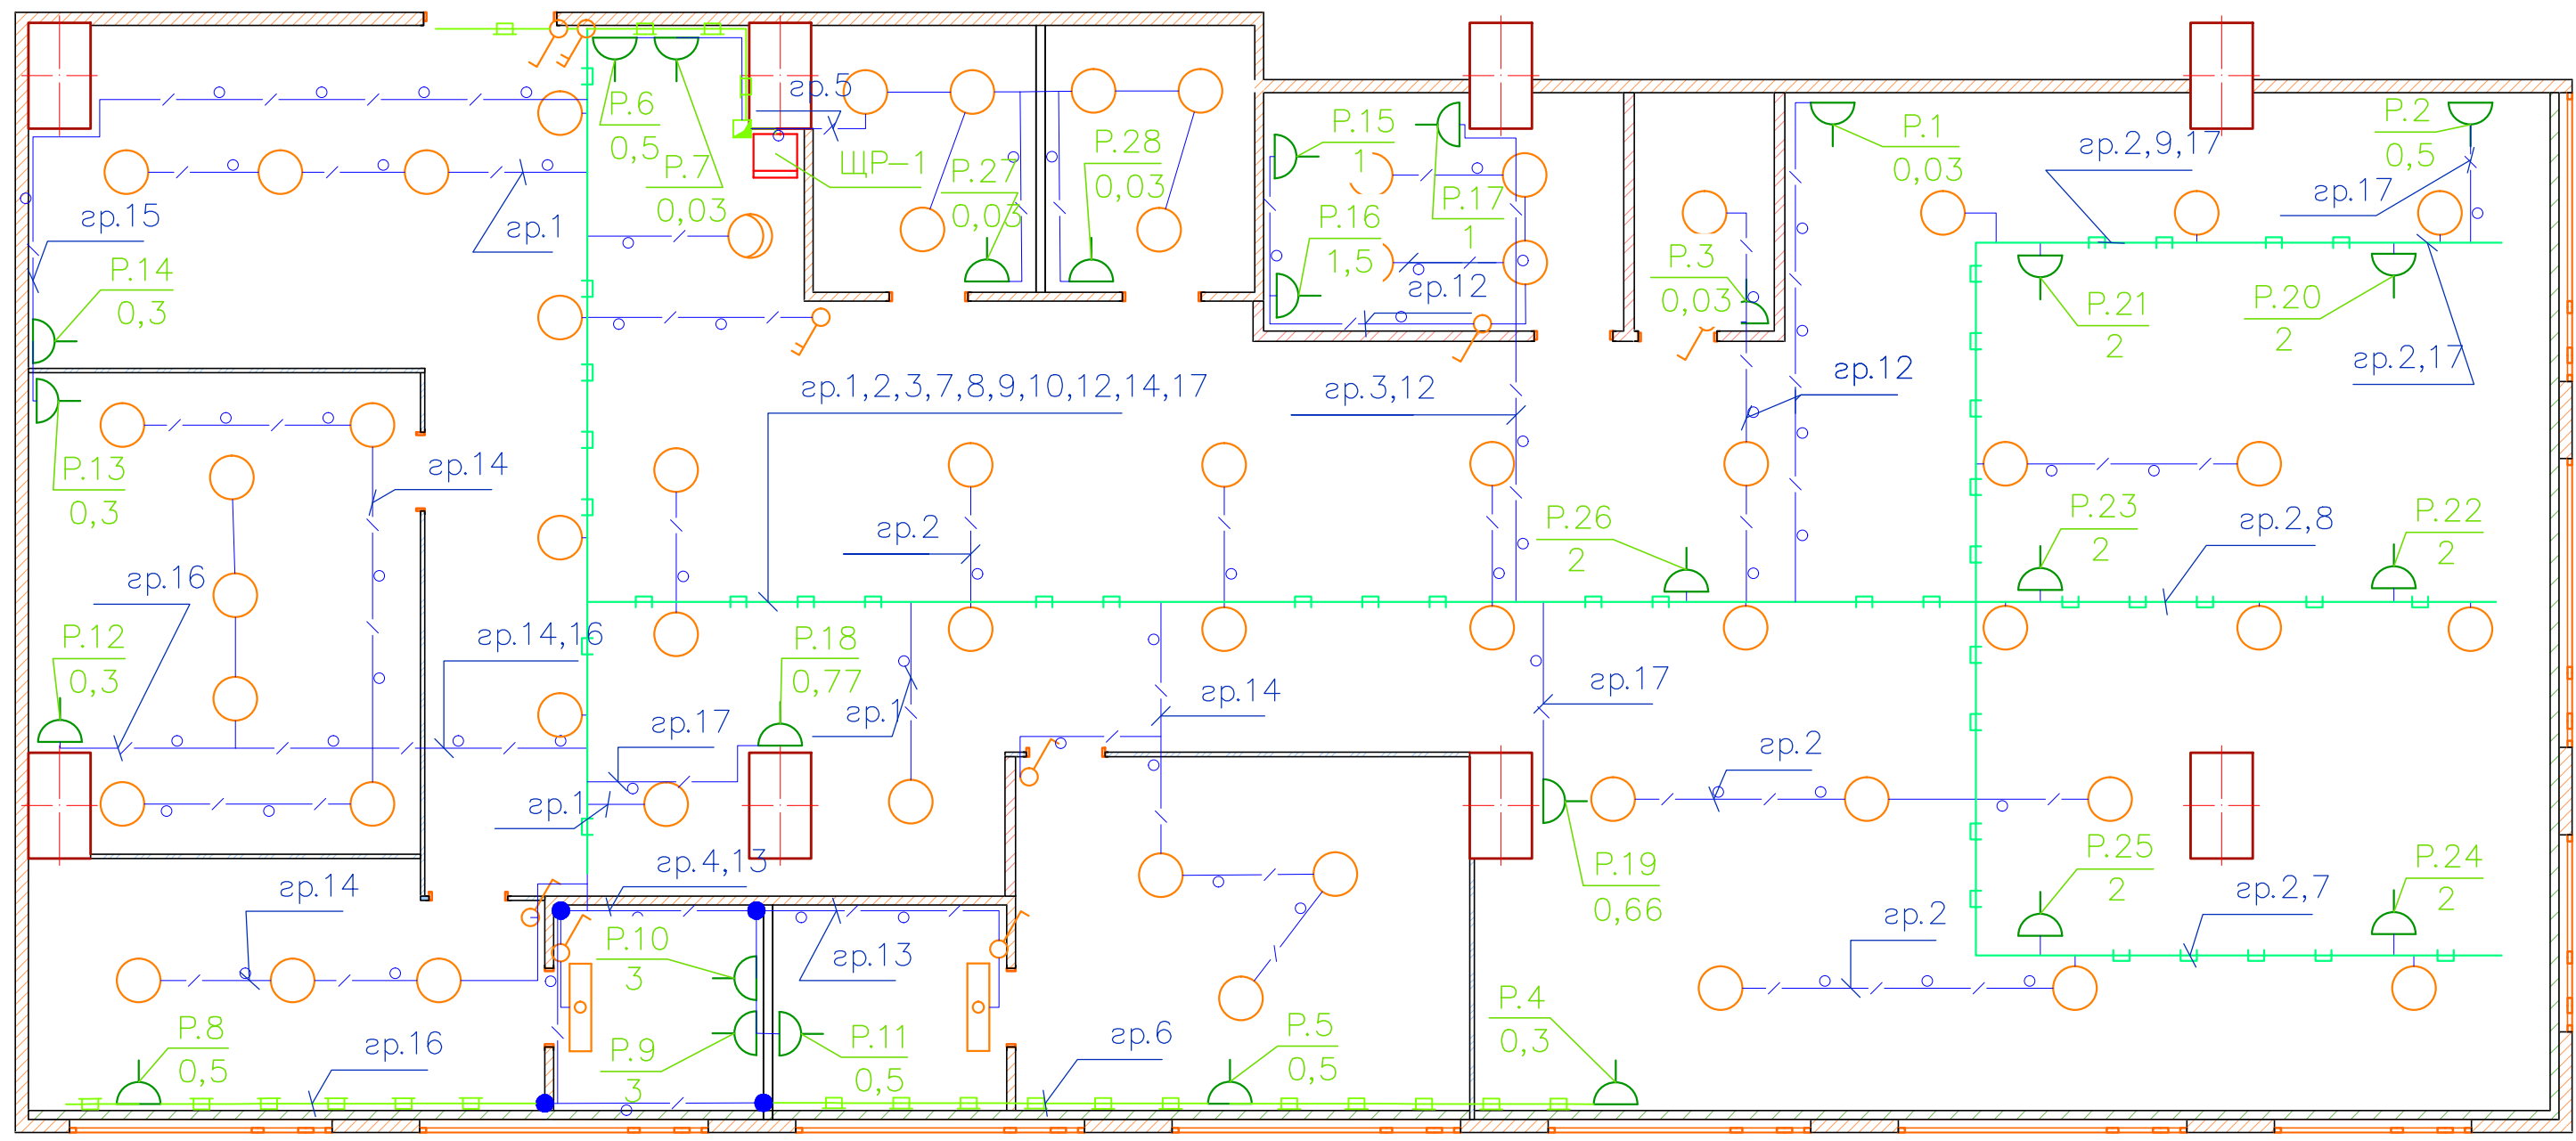 гр.5
Р.6
0,5
Р.7
0,03
ЩР-1
Р.27
0,03
Р.28
0,03
Р.15
1
Р.17
1
Р.16
1,5
гр.12
Р.1
0,03
гр.2,9,17
Р.2
0,5
гр.17
гр.15
гр.1
Р.14
0,3
Р.3
0,03
Р.21
2
Р.20
2
гр.2,17
гр.1,2,3,7,8,9,10,12,14,17
гр.3,12
гр.12
Р.13
0,3
гр.14
гр.2
Р.26
2
Р.23
2
гр.2,8
Р.22
2
гр.16
Р.12
0,3
гр.14,16
Р.18
0,77
гр.17
гр.1
гр.14
гр.17
гр.2
гр.1
гр.4,13
Р.19
0,66
Р.25
2
Р.24
2
гр.2,7
гр.14
Р.10
3
гр.13
гр.2
Р.8
0,5
гр.16
Р.9
3
Р.11
0,5
гр.6
Р.5
0,5
Р.4
0,3